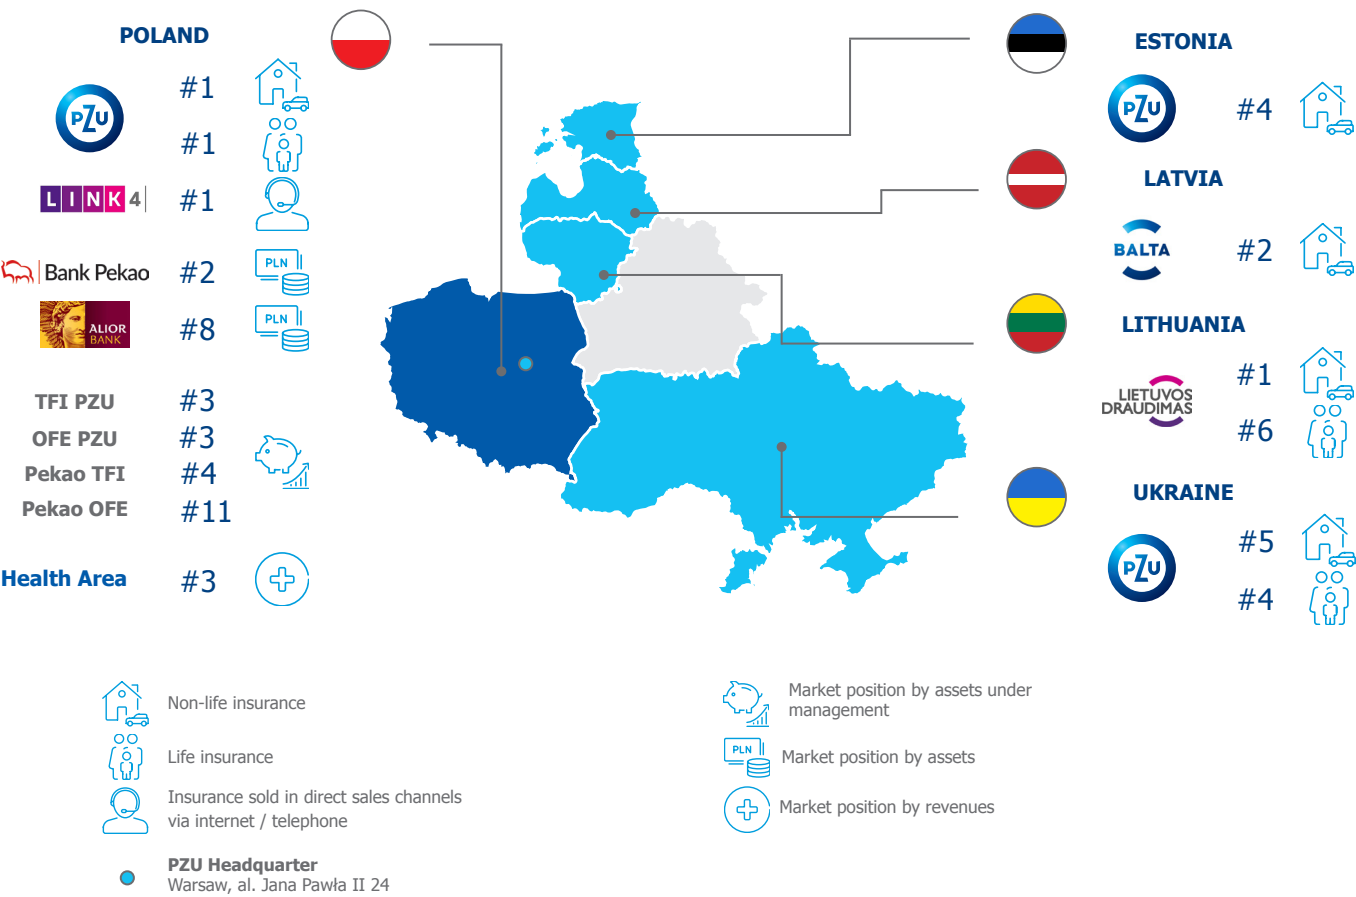 POLAND
PZU
#1
#1
LINK4
#1
Bank Pekao
#2
PLN
ALIOR
BANK
#8
PLN
TFI PZU
#3
OFE PZU
#3
Pekao TFI
#4
Pekao OFE
#11
Health Area
#3
ESTONIA
PZU
#4
LATVIA
BALTA
#2
LITHUANIA
LIETUVOS
DRAUDIMAS
#1
#6
UKRAINE
PZU
#5
#4
Non-life insurance
Life insurance
Insurance sold in direct sales channels
via internet / telephone
PZU Headquarter
Warsaw, al. Jana Pawła II 24
Market position by assets under
management
PLN
Market position by assets
Market position by revenues